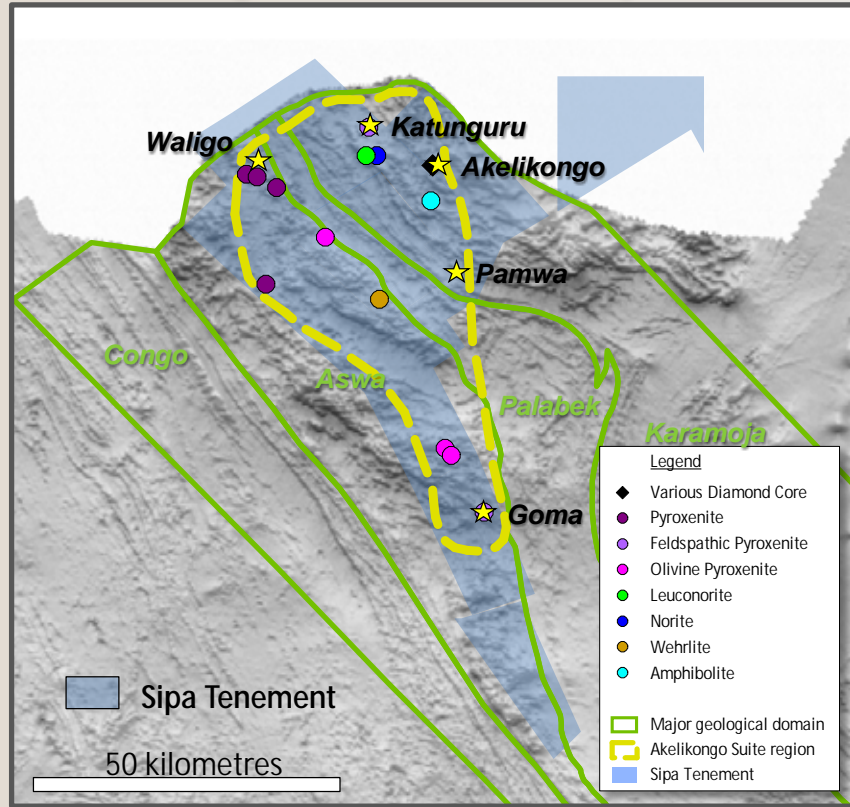 Waligo
Katunguru
Akelikongo
Pamwa
Congo
Aswa
Palabek
Karamoja
Goma
Legend
Various Diamond Core
Pyroxenite
Feldspathic Pyroxenite
Olivine Pyroxenite
Leuconorite
Norite
Wehrlite
Amphibolite
Major geological domain
Akelikongo Suite region
Sipa Tenement
Sipa Tenement
50 kilometres